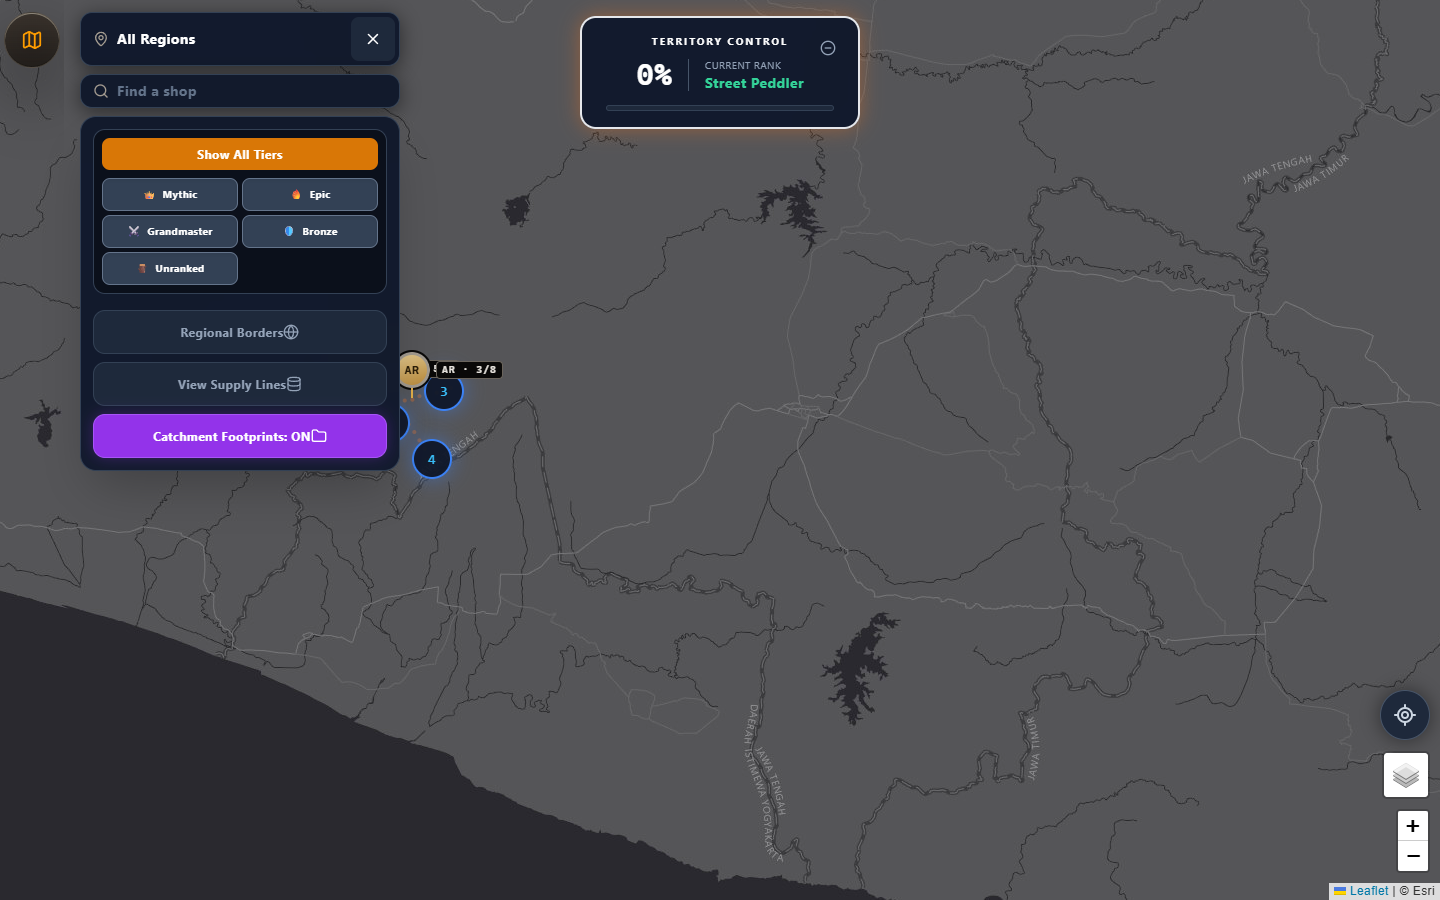 All Regions
Find a shop
Show All Tiers
Mythic
Epic
Grandmaster
Bronze
Unranked
Regional Borders
View Supply Lines
Catchment Footprints: ON
TERRITORY CONTROL
0%
CURRENT RANK
Street Peddler
AR
AR · 3/8
3
4
JAWA TENGAH
JAWA TIMUR
DAERAH ISTIMEWA YOGYAKARTA
JAWA TENGAH
JAWA TIMUR
+
−
Leaflet | © Esri